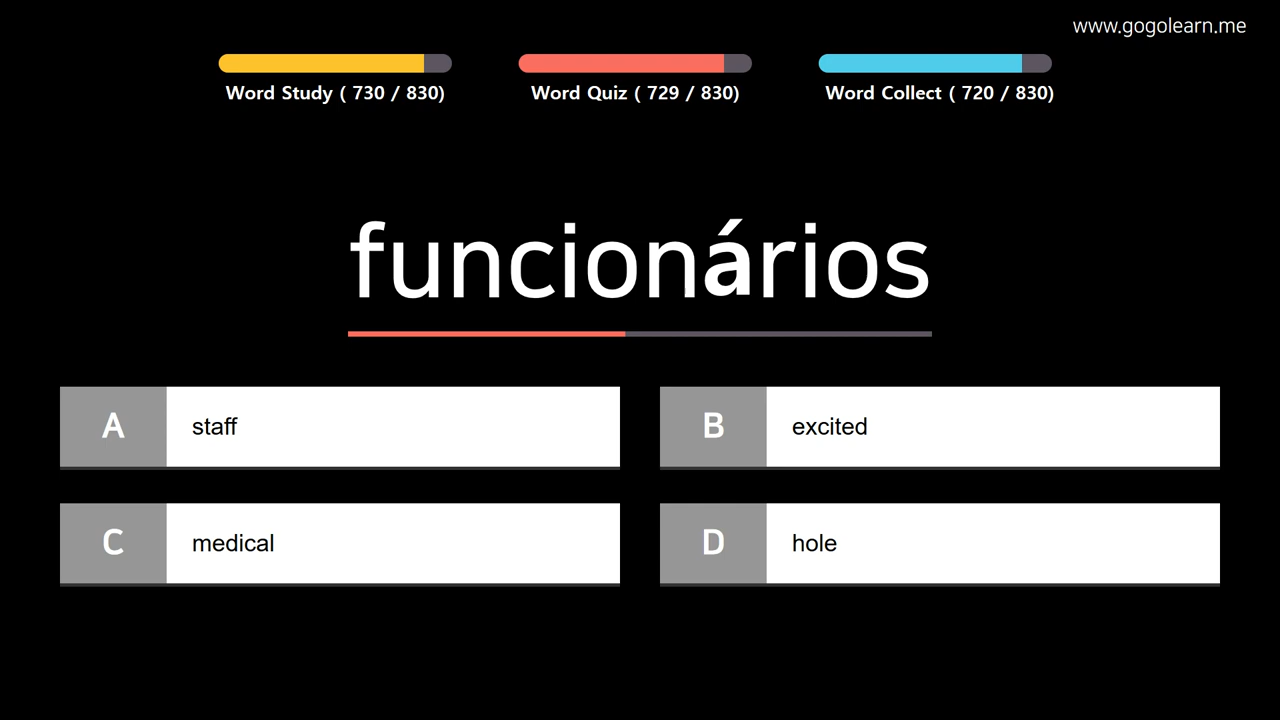 www.gogolearn.me
Word Study ( 730 / 830)
Word Quiz ( 729 / 830)
Word Collect ( 720 / 830)
funcionários
A staff
B excited
C medical
D hole